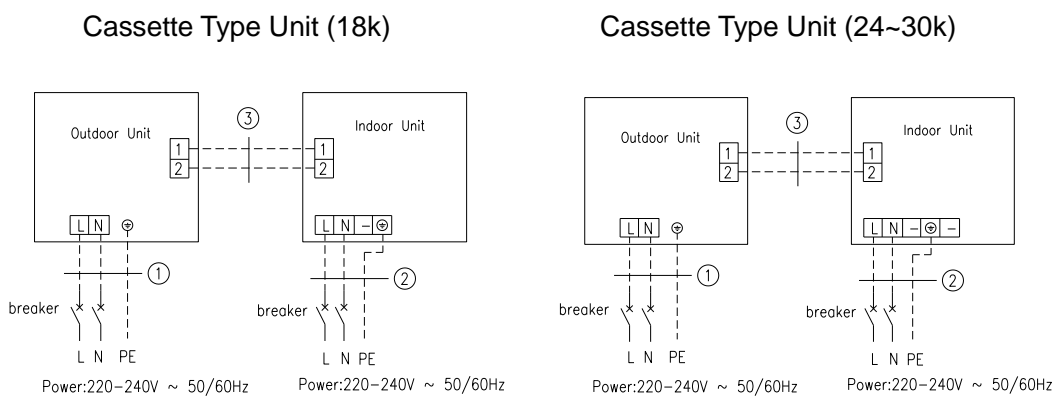 Cassette Type Unit (18k)
Outdoor Unit
Indoor Unit
③
1
2
1
2
L N
L N –
①
②
breaker
breaker
L N PE
L N PE
Power:220–240V ~ 50/60Hz
Power:220–240V ~ 50/60Hz
Cassette Type Unit (24~30k)
Outdoor Unit
Indoor Unit
③
1
2
1
2
L N
L N – –
①
②
breaker
breaker
L N PE
L N PE
Power:220–240V ~ 50/60Hz
Power:220–240V ~ 50/60Hz